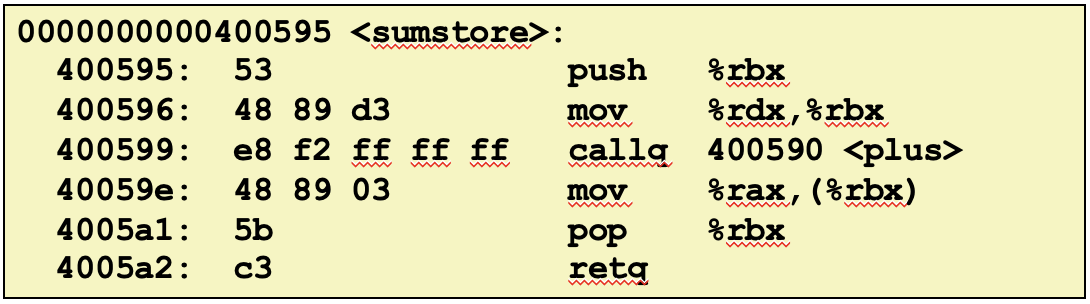 0000000000400595 <sumstore>:
400595: 53 push %rbx
400596: 48 89 d3 mov %rdx,%rbx
400599: e8 f2 ff ff ff callq 400590 <plus>
40059e: 48 89 03 mov %rax,(%rbx)
4005a1: 5b pop %rbx
4005a2: c3 retq